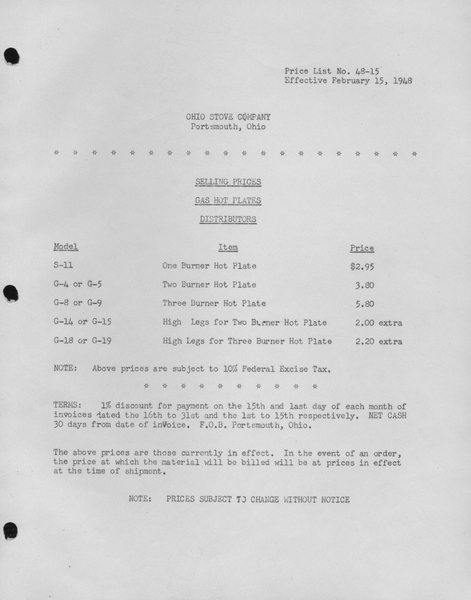 Price List No. 48-15
Effective February 15, 1948
OHIO STOVE COMPANY
Portsmouth, Ohio
* * * * * * * * * * * * * * * * * * * *
SELLING PRICES
GAS HOT PLATES
DISTRIBUTORS
Model Item Price
S-11 One Burner Hot Plate $2.95
G-4 or G-5 Two Burner Hot Plate 3.80
G-8 or G-9 Three Burner Hot Plate 5.80
G-14 or G-15 High Legs for Two Burner Hot Plate 2.00 extra
G-18 or G-19 High Legs for Three Burner Hot Plate 2.20 extra
NOTE: Above prices are subject to 10% Federal Excise Tax.
* * * * * * * * * *
TERMS: 1% discount for payment on the 15th and last day of each month of
invoices dated the 16th to 31st and the 1st to 15th respectively. NET CASH
30 days from date of inVoice. F.O.B. Portsmouth, Ohio.
The above prices are those currently in effect. In the event of an order,
the price at which the material will be billed will be at prices in effect
at the time of shipment.
NOTE: PRICES SUBJECT TO CHANGE WITHOUT NOTICE